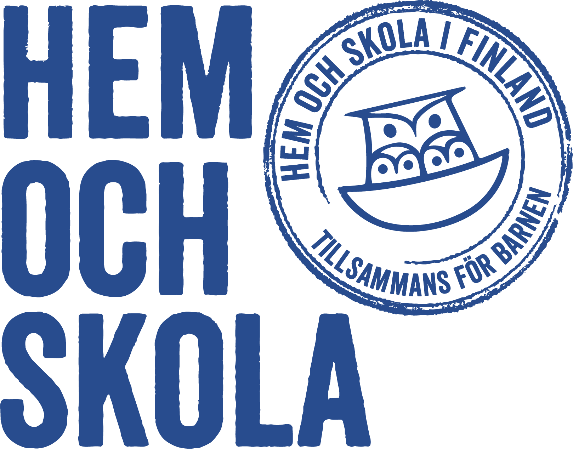 HEM
OCH
SKOLA
HEM OCH SKOLA I FINLAND
TILLSAMMANS FÖR BARNEN